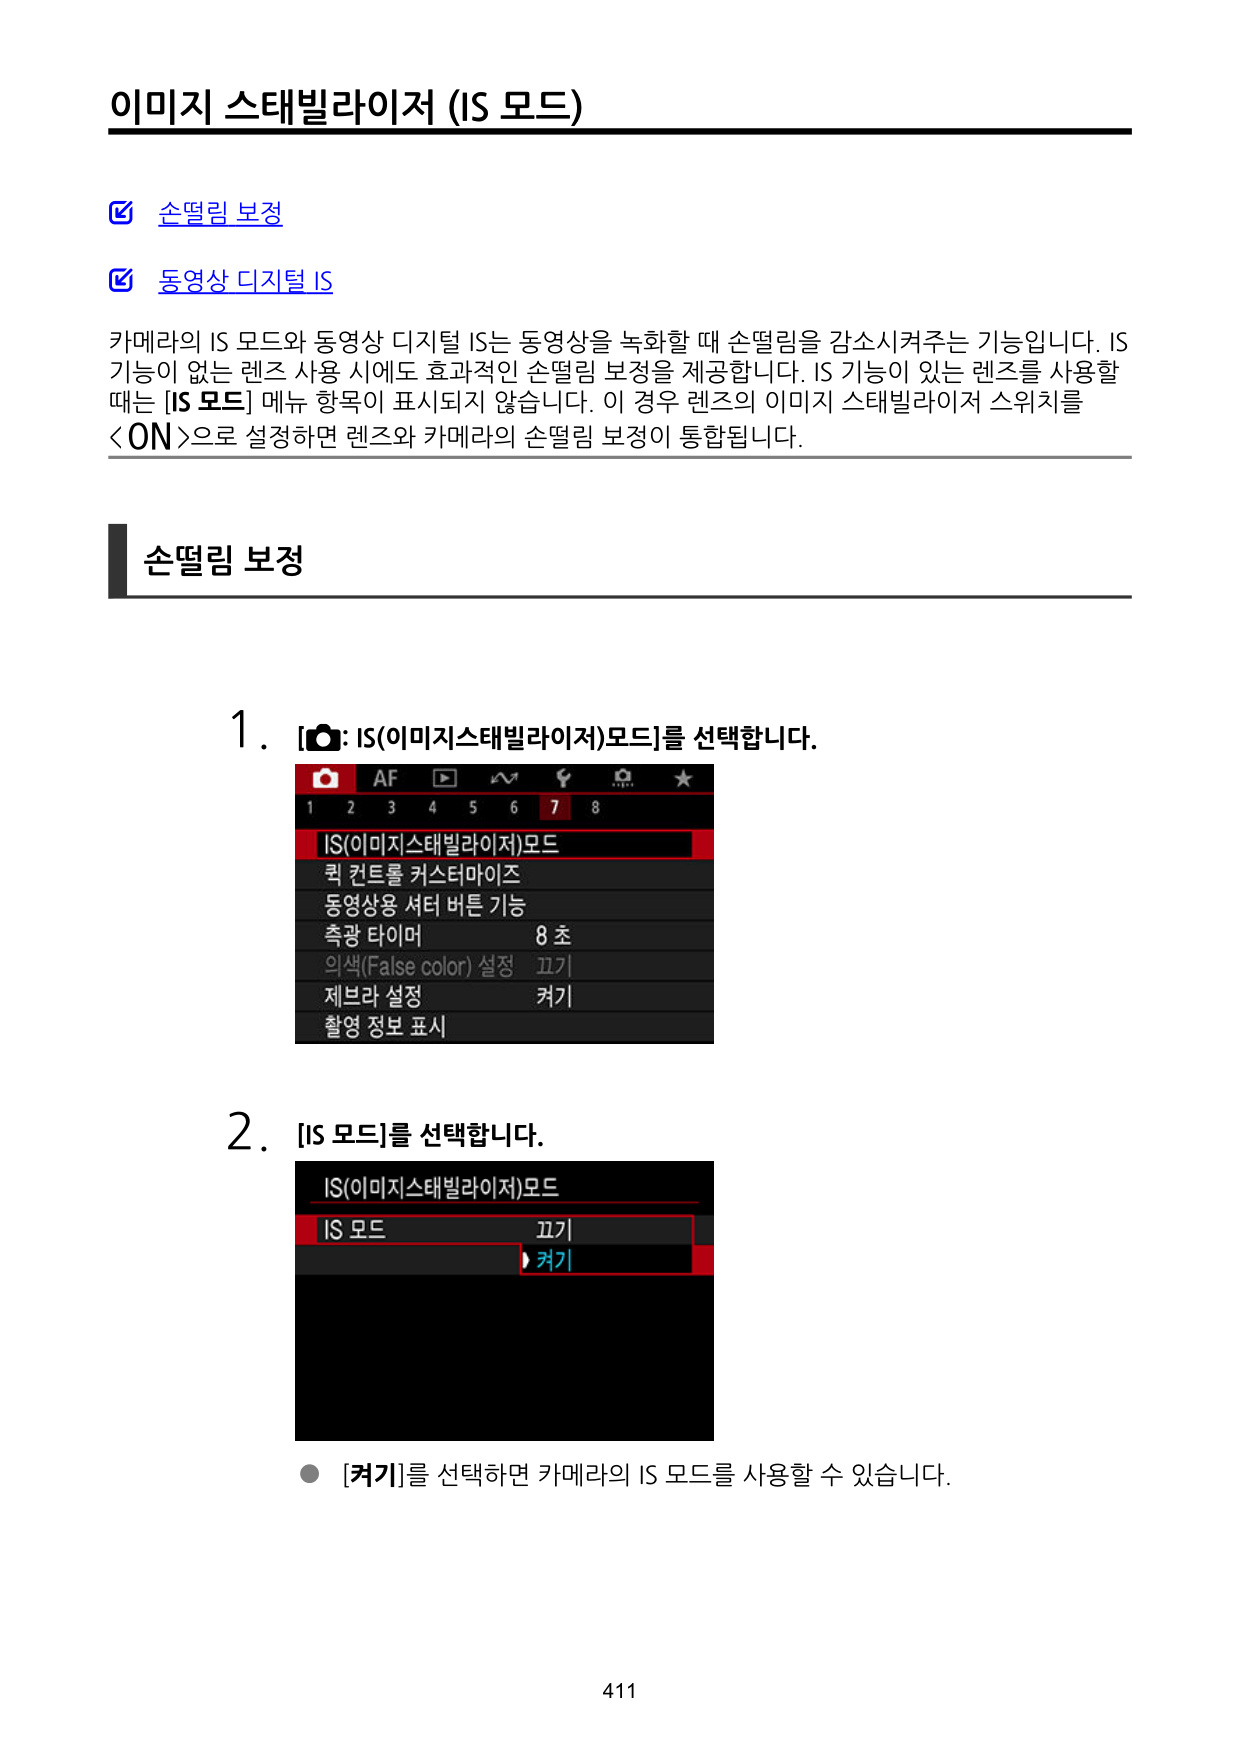 이미지 스태빌라이저 (IS 모드)
손떨림 보정
동영상 디지털 IS
카메라의 IS 모드와 동영상 디지털 IS는 동영상을 녹화할 때 손떨림을 감소시켜주는 기능입니다. IS
기능이 없는 렌즈 사용 시에도 효과적인 손떨림 보정을 제공합니다. IS 기능이 있는 렌즈를 사용할
때는 [IS 모드] 메뉴 항목이 표시되지 않습니다. 이 경우 렌즈의 이미지 스태빌라이저 스위치를
<ON>으로 설정하면 렌즈와 카메라의 손떨림 보정이 통합됩니다.
손떨림 보정
1. [: IS(이미지스태빌라이저)모드]를 선택합니다.
AF
1 2 3 4 5 6 7 8
IS(이미지스태빌라이저)모드
퀵 컨트롤 커스터마이즈
동영상용 셔터 버튼 기능
측광 타이머 8 초
의색(False color) 설정 끄기
제브라 설정 켜기
촬영 정보 표시
2. [IS 모드]를 선택합니다.
IS(이미지스태빌라이저)모드
IS 모드 끄기
켜기
● [켜기]를 선택하면 카메라의 IS 모드를 사용할 수 있습니다.
411